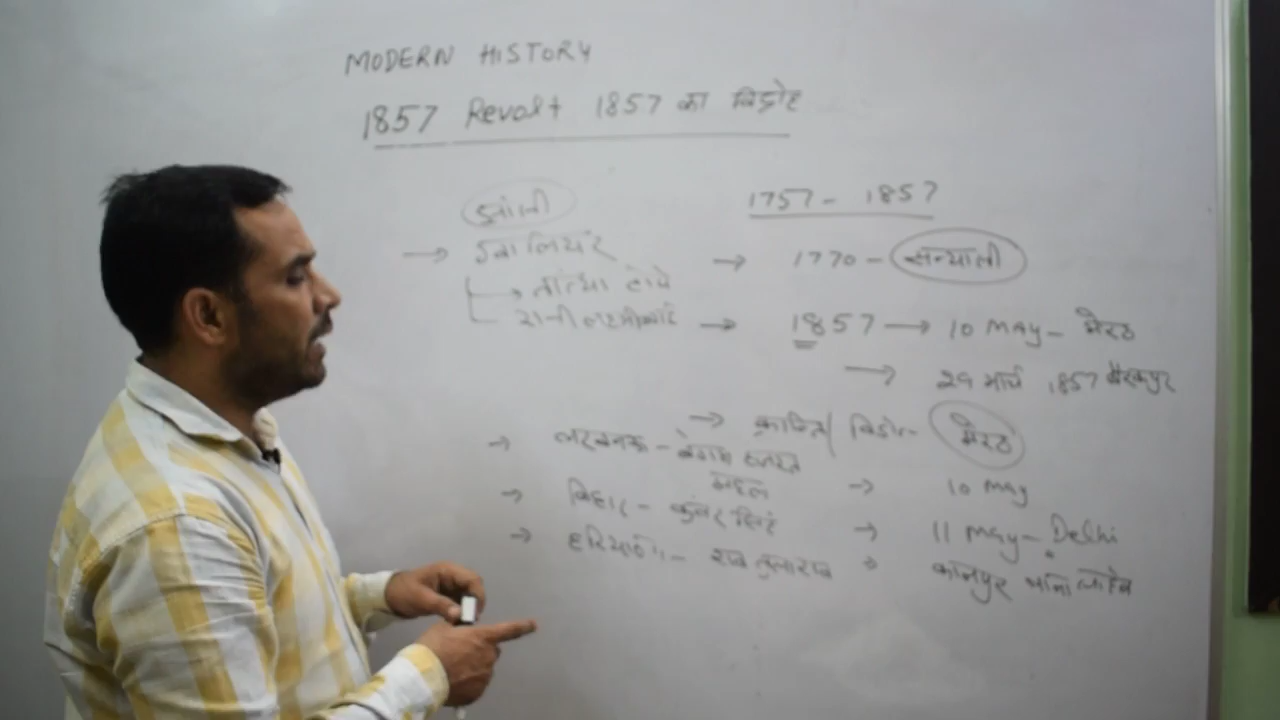 MODERN HISTORY
1857 Revolt 1857 का विद्रोह
1757 - 1857
→ ग्वालियर
→ तांत्या टोपे
रानी लक्ष्मीबाई
→ 1770 - सन्याली
→ 1857 → 10 MAY - मेरठ
→ 29 मार्च 1857 बैरकपुर
→ क्रान्ति / विद्रोह - मेरठ
→ लखनऊ - बेगम हजरत महल
→ 10 MAY
→ बिहार - कुंवर सिंह
→ 11 MAY - Delhi
→ हरियाणा - राव तुलाराव
→ कानपुर नाना साहेब